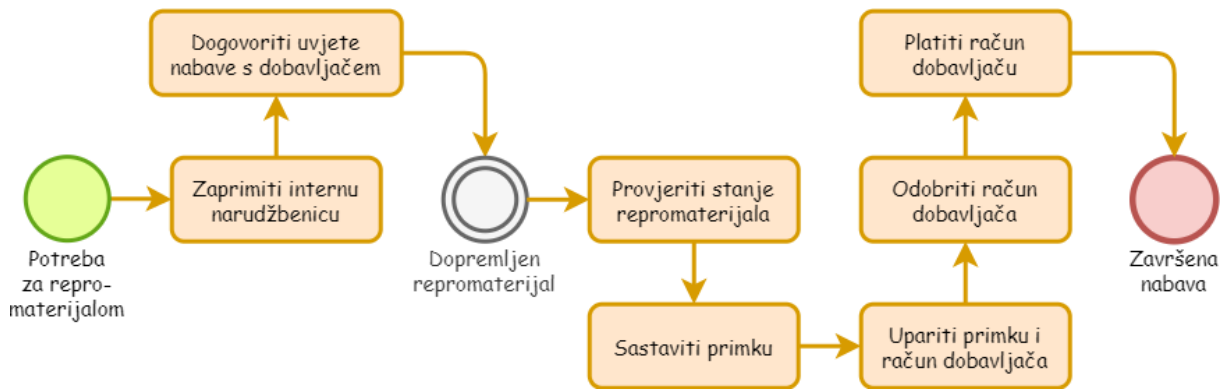 Potreba
za repro-
materijalom
Zaprimiti internu
narudžbenicu
Dogovoriti uvjete
nabave s dobavljačem
Dopremljen
repromaterijal
Provjeriti stanje
repromaterijala
Sastaviti primku
Upariti primku i
račun dobavljača
Odobriti račun
dobavljača
Platiti račun
dobavljaču
Završena
nabava